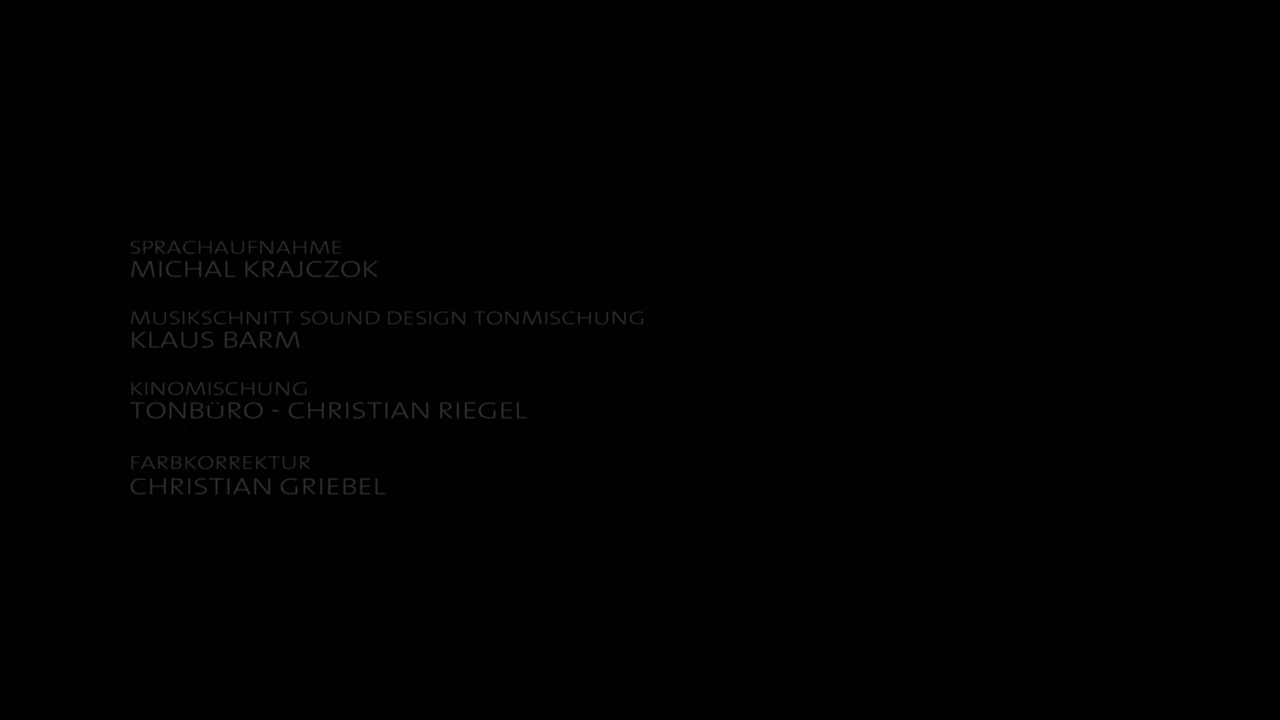 SPRACHAUFNAHME
MICHAL KRAJCZOK
MUSIKSCHNITT SOUND DESIGN TONMISCHUNG
KLAUS BARM
KINOMISCHUNG
TONBÜRO - CHRISTIAN RIEGEL
FARBKORREKTUR
CHRISTIAN GRIEBEL